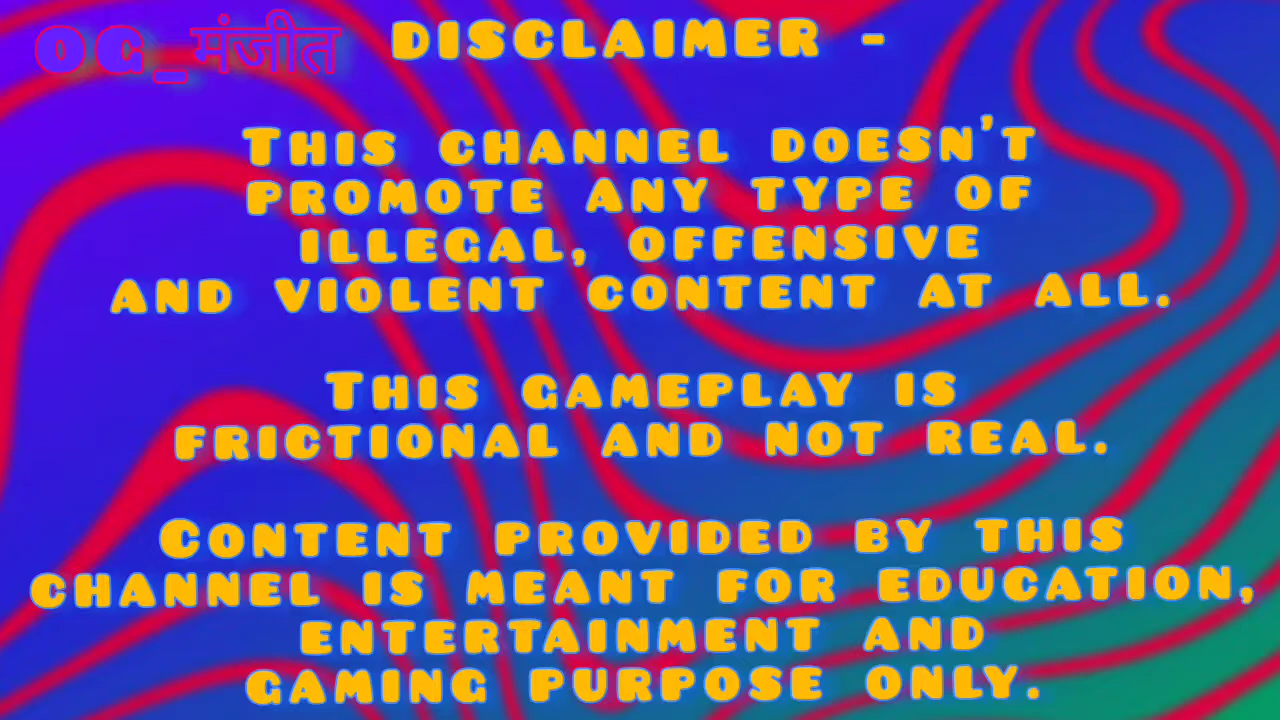 OG_मंजीत
DISCLAIMER -
THIS CHANNEL DOESN'T
PROMOTE ANY TYPE OF
ILLEGAL, OFFENSIVE
AND VIOLENT CONTENT AT ALL.
THIS GAMEPLAY IS
FRICTIONAL AND NOT REAL.
CONTENT PROVIDED BY THIS
CHANNEL IS MEANT FOR EDUCATION,
ENTERTAINMENT AND
GAMING PURPOSE ONLY.